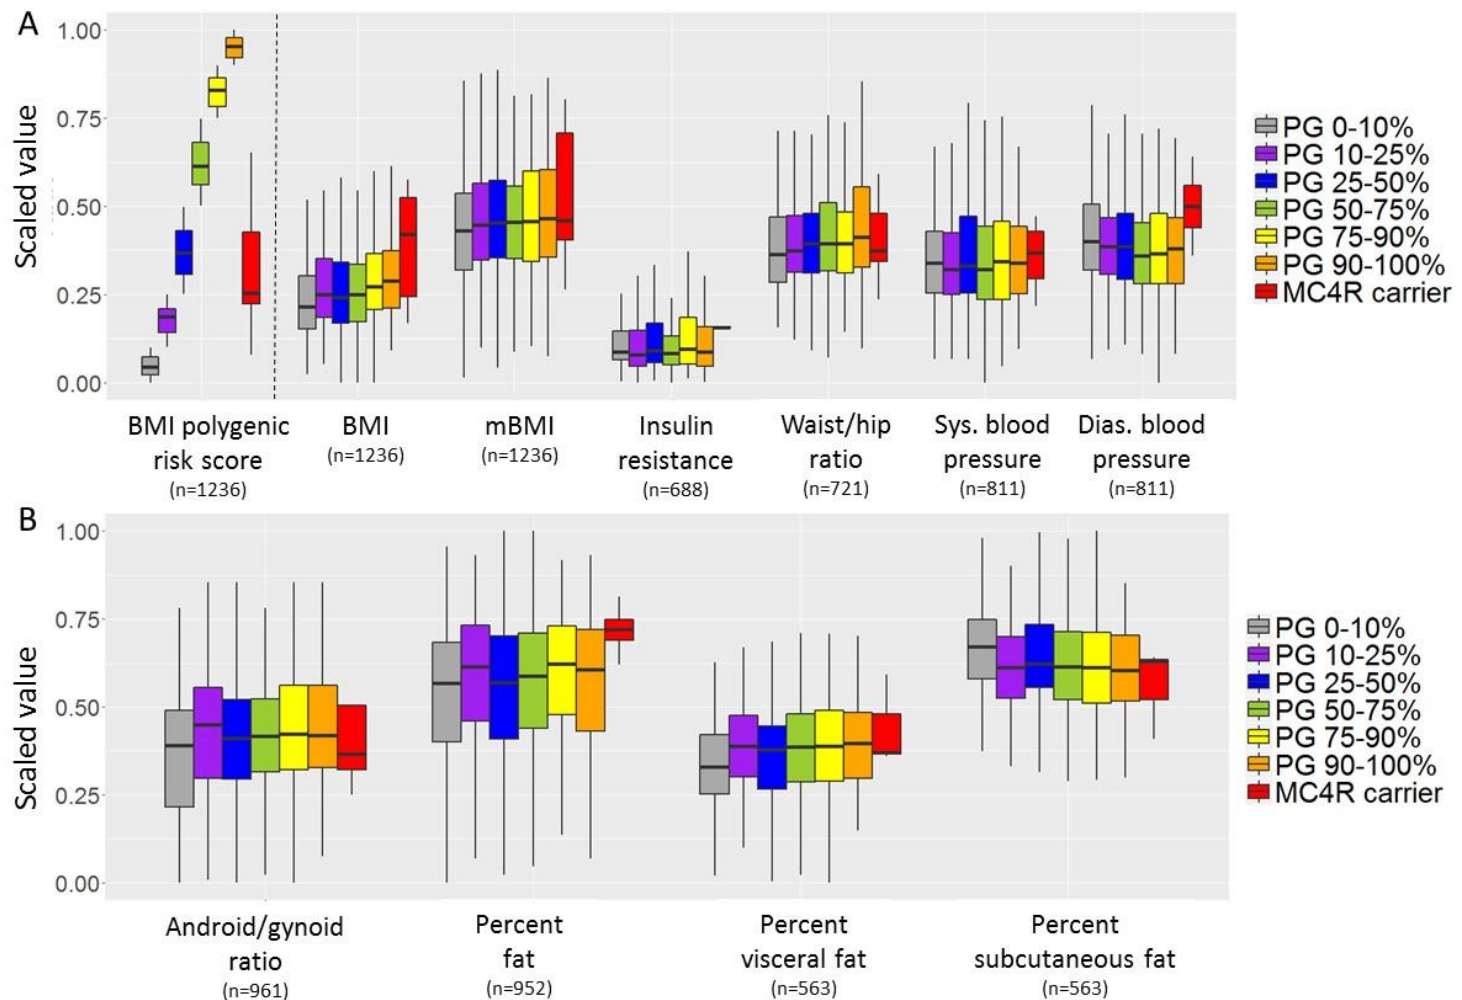 A
Scaled value
1.00
0.75
0.50
0.25
0.00
PG 0-10%
PG 10-25%
PG 25-50%
PG 50-75%
PG 75-90%
PG 90-100%
MC4R carrier
BMI polygenic
risk score
(n=1236)
BMI
(n=1236)
mBMI
(n=1236)
Insulin
resistance
(n=688)
Waist/hip
ratio
(n=721)
Sys. blood
pressure
(n=811)
Dias. blood
pressure
(n=811)
B
Scaled value
1.00
0.75
0.50
0.25
0.00
PG 0-10%
PG 10-25%
PG 25-50%
PG 50-75%
PG 75-90%
PG 90-100%
MC4R carrier
Android/gynoid
ratio
(n=961)
Percent
fat
(n=952)
Percent
visceral fat
(n=563)
Percent
subcutaneous fat
(n=563)